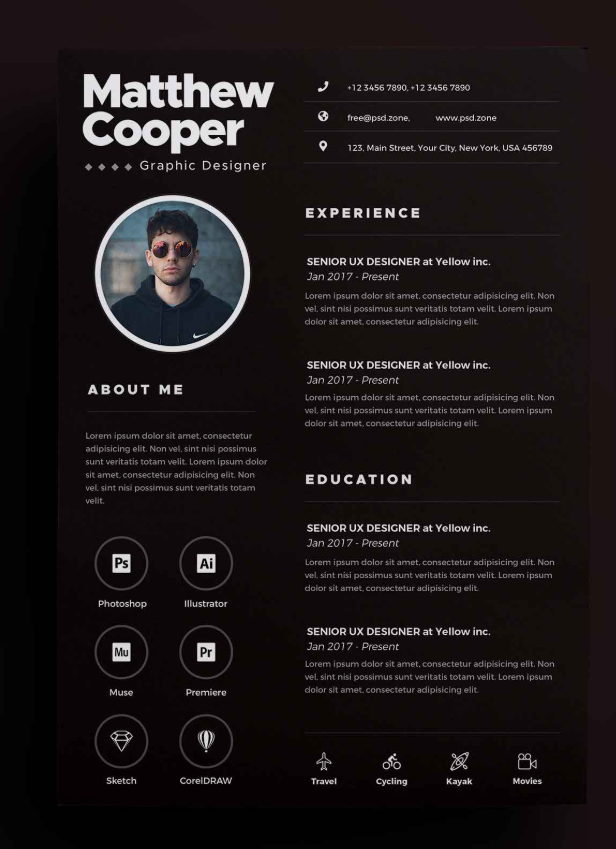 Matthew
Cooper
Graphic Designer
+12 3456 7890, +12 3456 7890
free@psd.zone, www.psd.zone
123, Main Street, Your City, New York, USA 456789
ABOUT ME
Lorem ipsum dolor sit amet, consectetur
adipisicing elit. Non vel, sint nisi possimus
sunt veritatis totam velit. Lorem ipsum dolor
sit amet, consectetur adipisicing elit. Non
vel, sint nisi possimus sunt veritatis totam
velit.
Ps
Ai
Photoshop
Illustrator
Mu
Pr
Muse
Premiere
Sketch
CorelDRAW
EXPERIENCE
SENIOR UX DESIGNER at Yellow inc.
Jan 2017 - Present
Lorem ipsum dolor sit amet, consectetur adipisicing elit. Non
vel, sint nisi possimus sunt veritatis totam velit. Lorem ipsum
dolor sit amet, consectetur adipisicing elit.
SENIOR UX DESIGNER at Yellow inc.
Jan 2017 - Present
Lorem ipsum dolor sit amet, consectetur adipisicing elit. Non
vel, sint nisi possimus sunt veritatis totam velit. Lorem ipsum
dolor sit amet, consectetur adipisicing elit.
EDUCATION
SENIOR UX DESIGNER at Yellow inc.
Jan 2017 - Present
Lorem ipsum dolor sit amet, consectetur adipisicing elit. Non
vel, sint nisi possimus sunt veritatis totam velit. Lorem ipsum
dolor sit amet, consectetur adipisicing elit.
SENIOR UX DESIGNER at Yellow inc.
Jan 2017 - Present
Lorem ipsum dolor sit amet, consectetur adipisicing elit. Non
vel, sint nisi possimus sunt veritatis totam velit. Lorem ipsum
dolor sit amet, consectetur adipisicing elit.
Travel
Cycling
Kayak
Movies